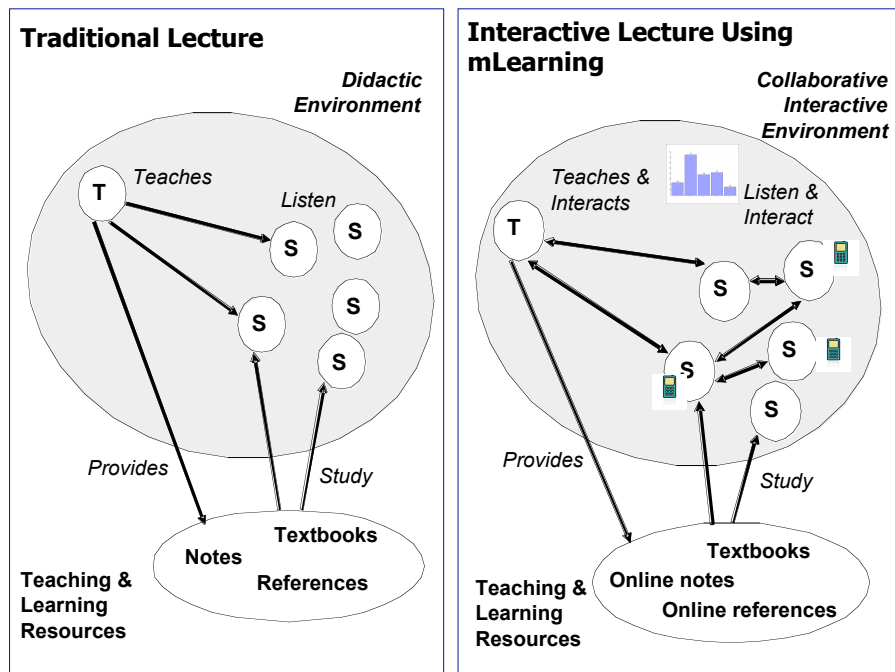 Traditional Lecture
Didactic
Environment
T
Teaches
Listen
S
S
S
S
S
Provides
Study
Textbooks
Notes
References
Teaching &
Learning
Resources
Interactive Lecture Using
mLearning
Collaborative
Interactive
Environment
Teaches &
Interacts
Listen &
Interact
T
S
S
S
S
S
Provides
Study
Textbooks
Online notes
Online references
Teaching &
Learning
Resources